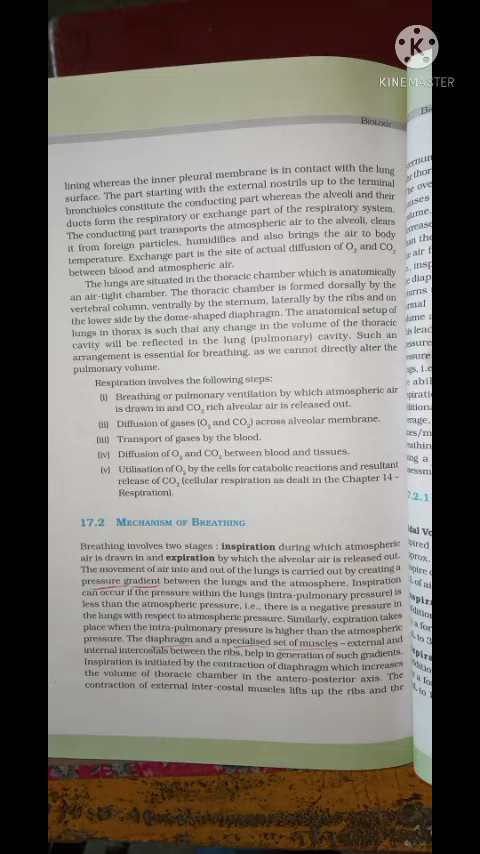 K
KINEMASTER
BIOLOGY
lining whereas the inner pleural membrane is in contact with the lung
surface. The part starting with the external nostrils up to the terminal
bronchioles constitute the conducting part whereas the alveoli and their
ducts form the respiratory or exchange part of the respiratory system.
The conducting part transports the atmospheric air to the alveoli, clears
it from foreign particles, humidifies and also brings the air to body
temperature. Exchange part is the site of actual diffusion of O₂ and CO₂
between blood and atmospheric air.
The lungs are situated in the thoracic chamber which is anatomically
an air-tight chamber. The thoracic chamber is formed dorsally by the
vertebral column, ventrally by the sternum, laterally by the ribs and on
the lower side by the dome-shaped diaphragm. The anatomical setup of
lungs in thorax is such that any change in the volume of the thoracic
cavity will be reflected in the lung (pulmonary) cavity. Such an
arrangement is essential for breathing, as we cannot directly alter the
pulmonary volume.
Respiration involves the following steps:
(i) Breathing or pulmonary ventilation by which atmospheric air
is drawn in and CO₂ rich alveolar air is released out.
(ii) Diffusion of gases (O₂ and CO₂) across alveolar membrane.
(iii) Transport of gases by the blood.
(iv) Diffusion of O₂ and CO₂ between blood and tissues.
(v) Utilisation of O₂ by the cells for catabolic reactions and resultant
release of CO₂ (cellular respiration as dealt in the Chapter 14–
Respiration).
17.2 MECHANISM OF BREATHING
Breathing involves two stages : inspiration during which atmospheric
air is drawn in and expiration by which the alveolar air is released out.
The movement of air into and out of the lungs is carried out by creating a
pressure gradient between the lungs and the atmosphere. Inspiration
can occur if the pressure within the lungs (intra-pulmonary pressure) is
less than the atmospheric pressure, i.e., there is a negative pressure in
the lungs with respect to atmospheric pressure. Similarly, expiration takes
place when the intra-pulmonary pressure is higher than the atmospheric
pressure. The diaphragm and a specialised set of muscles – external and
internal intercostals between the ribs, help in generation of such gradients.
Inspiration is initiated by the contraction of diaphragm which increases
the volume of thoracic chamber in the antero-posterior axis. The
contraction of external inter-costal muscles lifts up the ribs and the